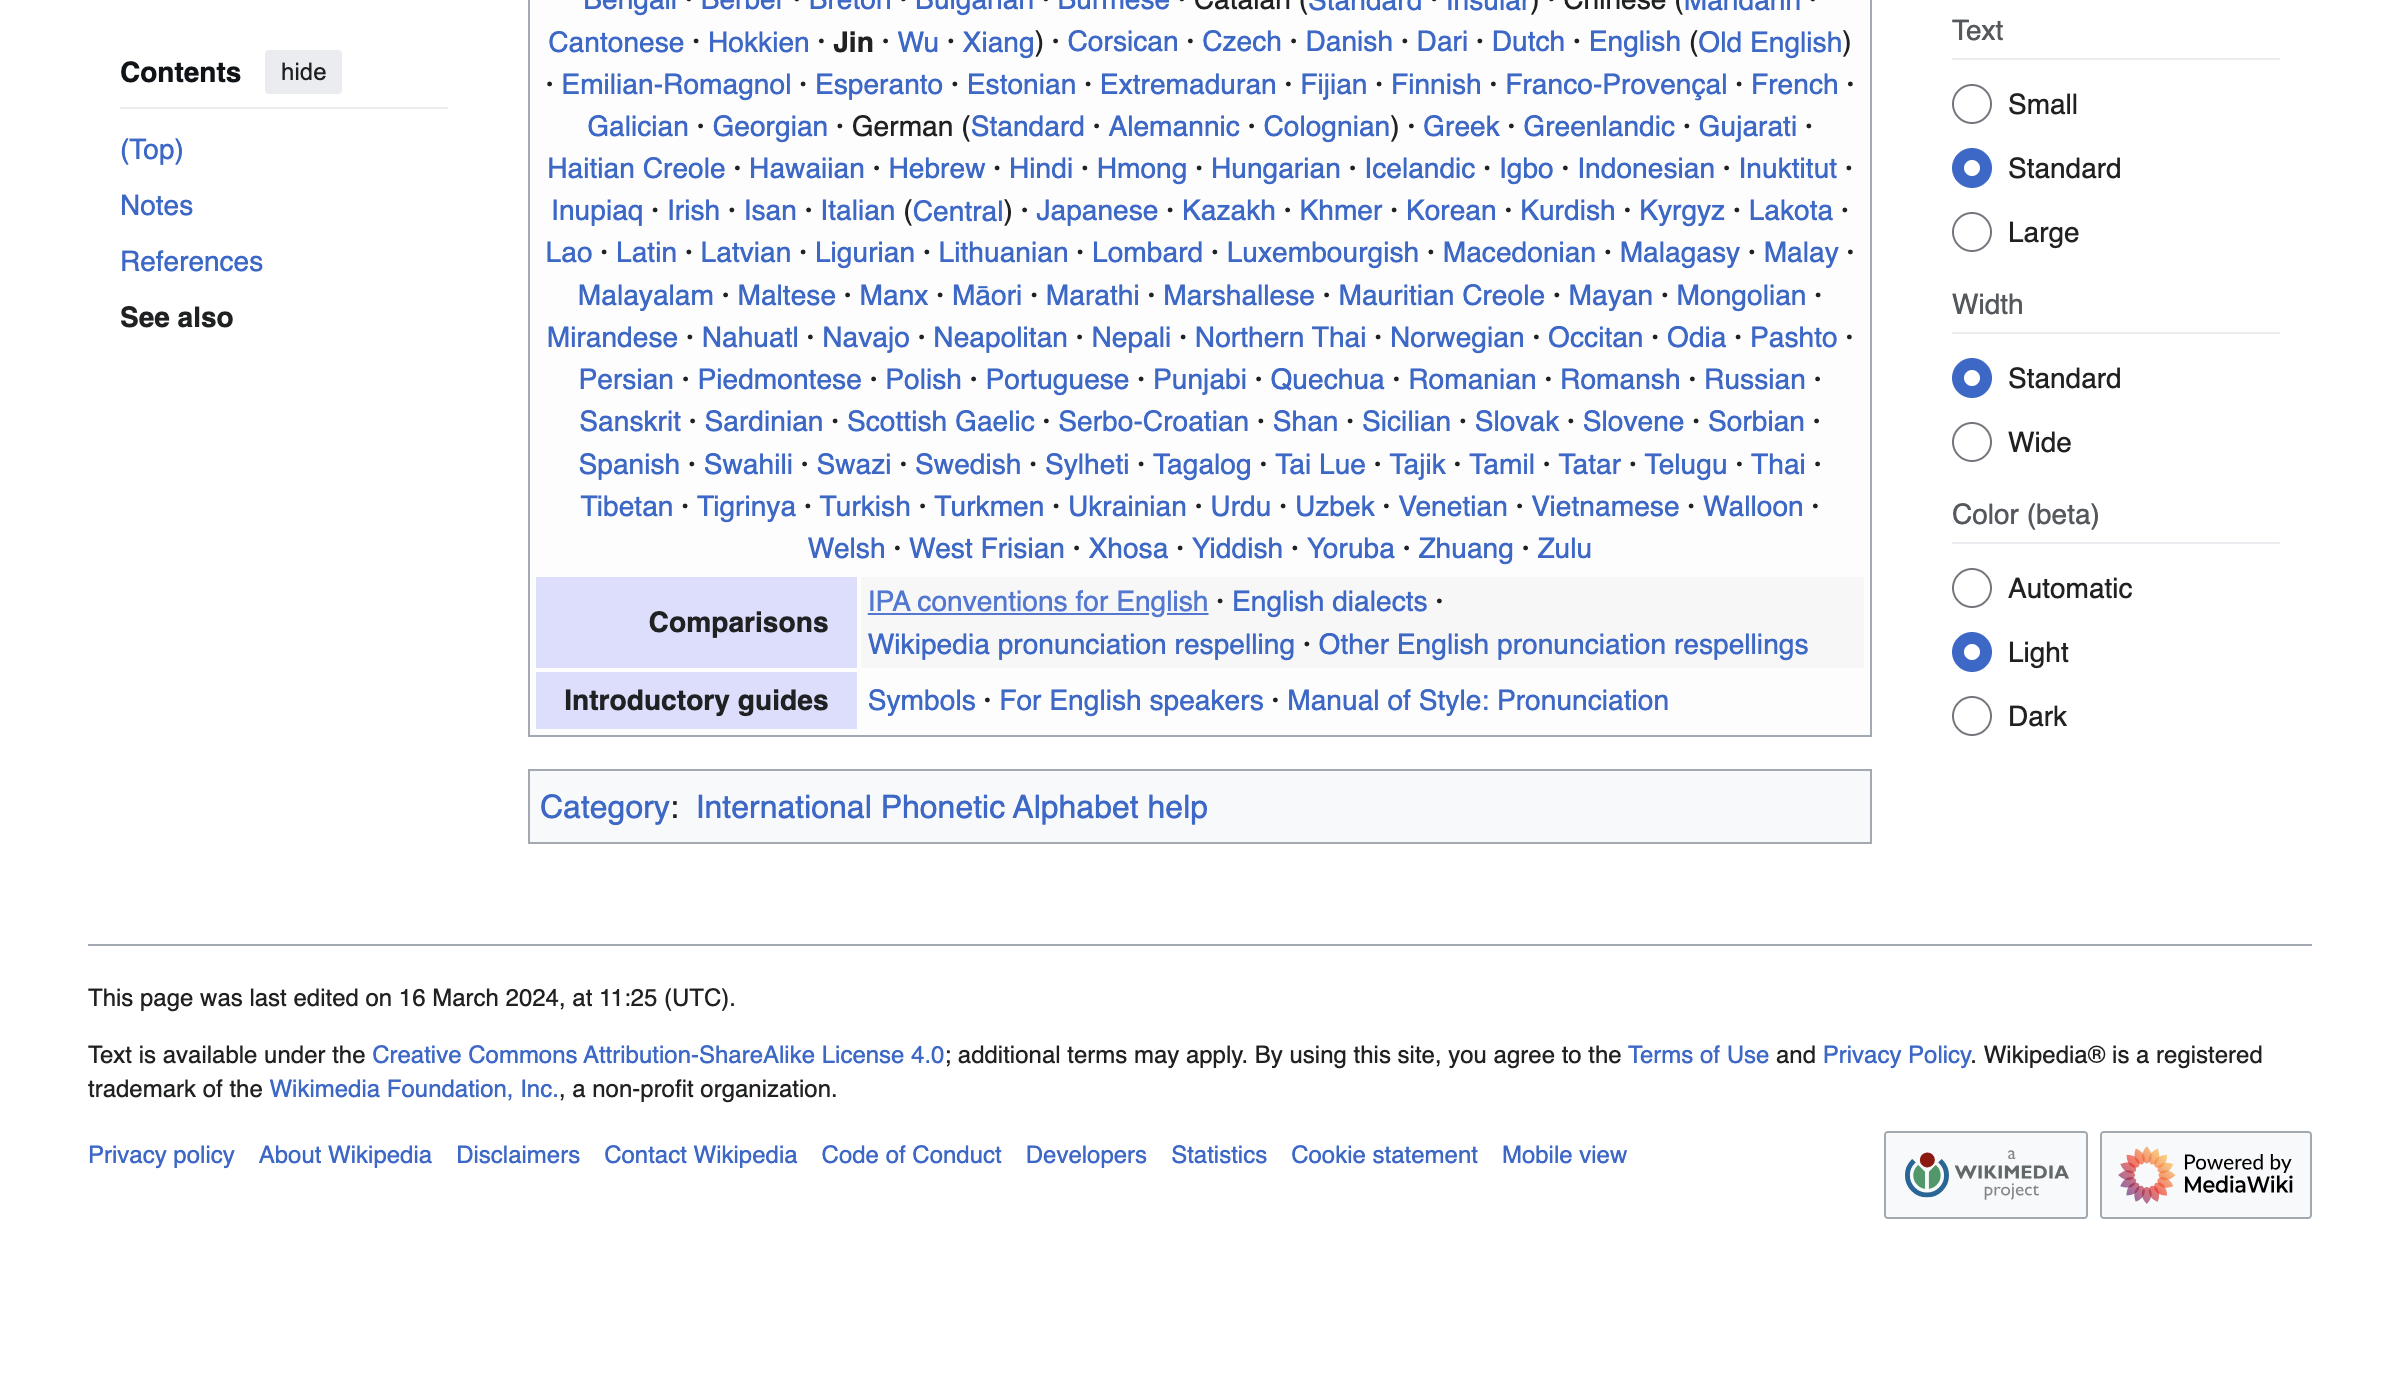 Contents hide
(Top)
Notes
References
See also
Bengali · Berber · Breton · Bulgarian · Burmese · Catalan (Standard · Insular) · Chinese (Mandarin ·
Cantonese · Hokkien · Jin · Wu · Xiang) · Corsican · Czech · Danish · Dari · Dutch · English (Old English)
· Emilian-Romagnol · Esperanto · Estonian · Extremaduran · Fijian · Finnish · Franco-Provençal · French ·
Galician · Georgian · German (Standard · Alemannic · Colognian) · Greek · Greenlandic · Gujarati ·
Haitian Creole · Hawaiian · Hebrew · Hindi · Hmong · Hungarian · Icelandic · Igbo · Indonesian · Inuktitut ·
Inupiaq · Irish · Isan · Italian (Central) · Japanese · Kazakh · Khmer · Korean · Kurdish · Kyrgyz · Lakota ·
Lao · Latin · Latvian · Ligurian · Lithuanian · Lombard · Luxembourgish · Macedonian · Malagasy · Malay ·
Malayalam · Maltese · Manx · Māori · Marathi · Marshallese · Mauritian Creole · Mayan · Mongolian ·
Mirandese · Nahuatl · Navajo · Neapolitan · Nepali · Northern Thai · Norwegian · Occitan · Odia · Pashto ·
Persian · Piedmontese · Polish · Portuguese · Punjabi · Quechua · Romanian · Romansh · Russian ·
Sanskrit · Sardinian · Scottish Gaelic · Serbo-Croatian · Shan · Sicilian · Slovak · Slovene · Sorbian ·
Spanish · Swahili · Swazi · Swedish · Sylheti · Tagalog · Tai Lue · Tajik · Tamil · Tatar · Telugu · Thai ·
Tibetan · Tigrinya · Turkish · Turkmen · Ukrainian · Urdu · Uzbek · Venetian · Vietnamese · Walloon ·
Welsh · West Frisian · Xhosa · Yiddish · Yoruba · Zhuang · Zulu
Comparisons
IPA conventions for English · English dialects ·
Wikipedia pronunciation respelling · Other English pronunciation respellings
Introductory guides
Symbols · For English speakers · Manual of Style: Pronunciation
Category: International Phonetic Alphabet help
Text
Small
Standard
Large
Width
Standard
Wide
Color (beta)
Automatic
Light
Dark
This page was last edited on 16 March 2024, at 11:25 (UTC).
Text is available under the Creative Commons Attribution-ShareAlike License 4.0; additional terms may apply. By using this site, you agree to the Terms of Use and Privacy Policy. Wikipedia® is a registered
trademark of the Wikimedia Foundation, Inc., a non-profit organization.
Privacy policy About Wikipedia Disclaimers Contact Wikipedia Code of Conduct Developers Statistics Cookie statement Mobile view
a
WIKIMEDIA
project
Powered by
MediaWiki